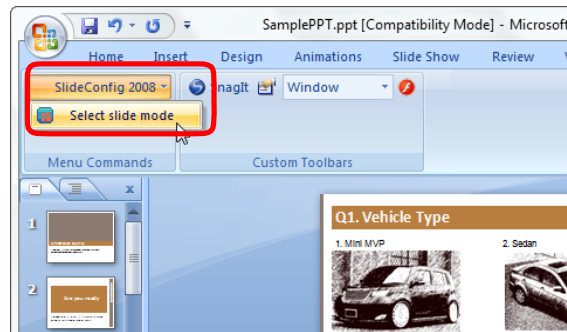 SamplePPT.ppt [Compatibility Mode] - Microsoft
Home Insert Design Animations Slide Show Review
SlideConfig 2008 SnagIt Window
Select slide mode
Menu Commands Custom Toolbars
1
2
Are you ready
Q1. Vehicle Type
1. Mini MVP 2. Sedan